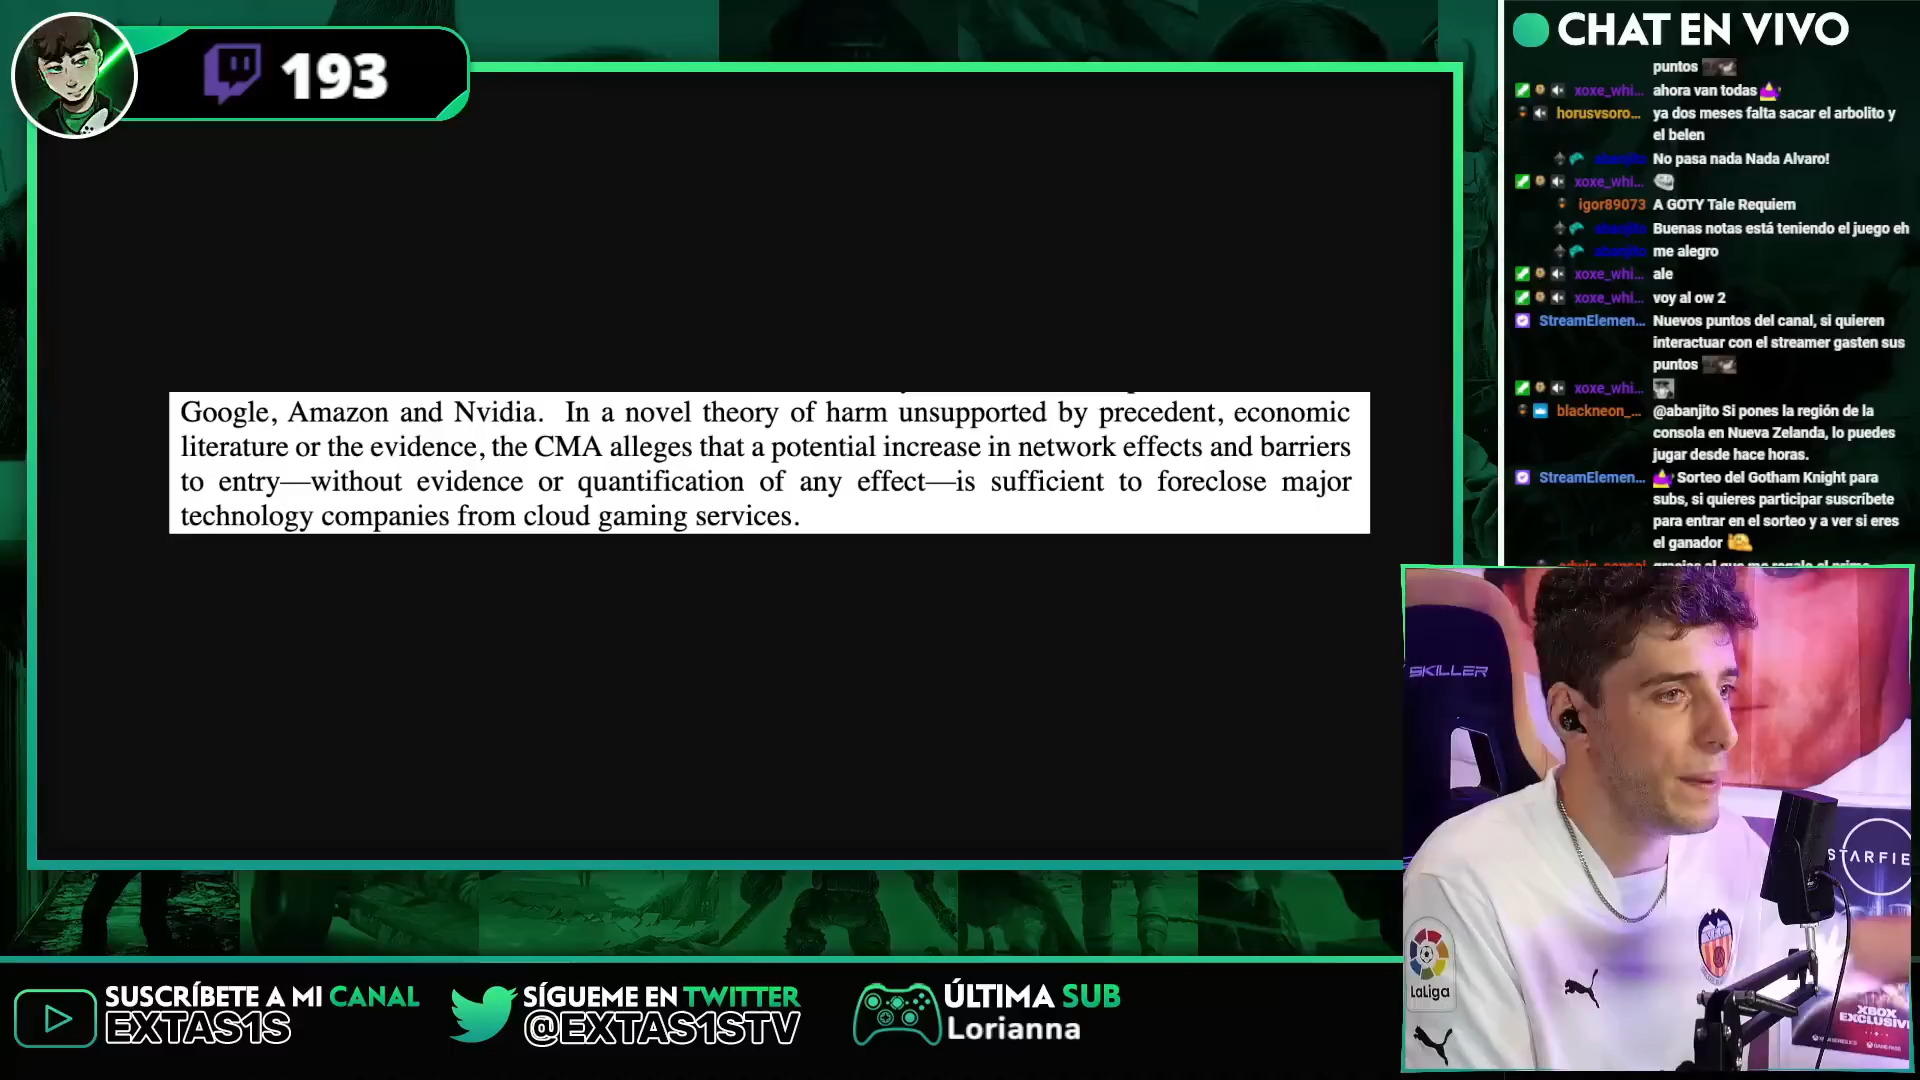 193
Google, Amazon and Nvidia. In a novel theory of harm unsupported by precedent, economic
literature or the evidence, the CMA alleges that a potential increase in network effects and barriers
to entry—without evidence or quantification of any effect—is sufficient to foreclose major
technology companies from cloud gaming services.
CHAT EN VIVO
puntos
xoxe_whi... ahora van todas
horusvsoro... ya dos meses falta sacar el arbolito y
el belen
abanjito No pasa nada Nada Alvaro!
xoxe_whi...
igor89073 A GOTY Tale Requiem
abanjito Buenas notas está teniendo el juego eh
abanjito me alegro
xoxe_whi... ale
xoxe_whi... voy al ow 2
StreamElemen... Nuevos puntos del canal, si quieren
interactuar con el streamer gasten sus
puntos
xoxe_whi...
blackneon_... @abanjito Si pones la región de la
consola en Nueva Zelanda, lo puedes
jugar desde hace horas.
StreamElemen... Sorteo del Gotham Knight para
subs, si quieres participar suscríbete
para entrar en el sorteo y a ver si eres
el ganador
SKILLER
STARFIE
LaLiga
XBOX
EXCLUSIV
SUSCRÍBETE A MI CANAL
EXTAS1S
SÍGUEME EN TWITTER
@EXTAS1STV
ÚLTIMA SUB
Lorianna